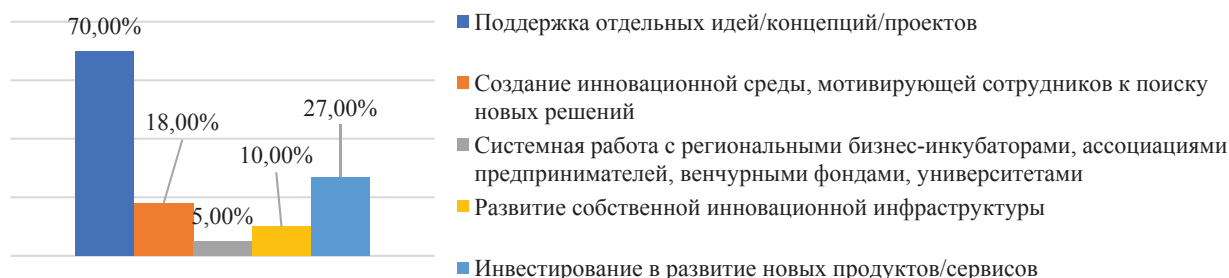 70,00%
18,00%
5,00%
10,00%
27,00%
Поддержка отдельных идей/концепций/проектов
Создание инновационной среды, мотивирующей сотрудников к поиску
новых решений
Системная работа с региональными бизнес-инкубаторами, ассоциациями
предпринимателей, венчурными фондами, университетами
Развитие собственной инновационной инфраструктуры
Инвестирование в развитие новых продуктов/сервисов